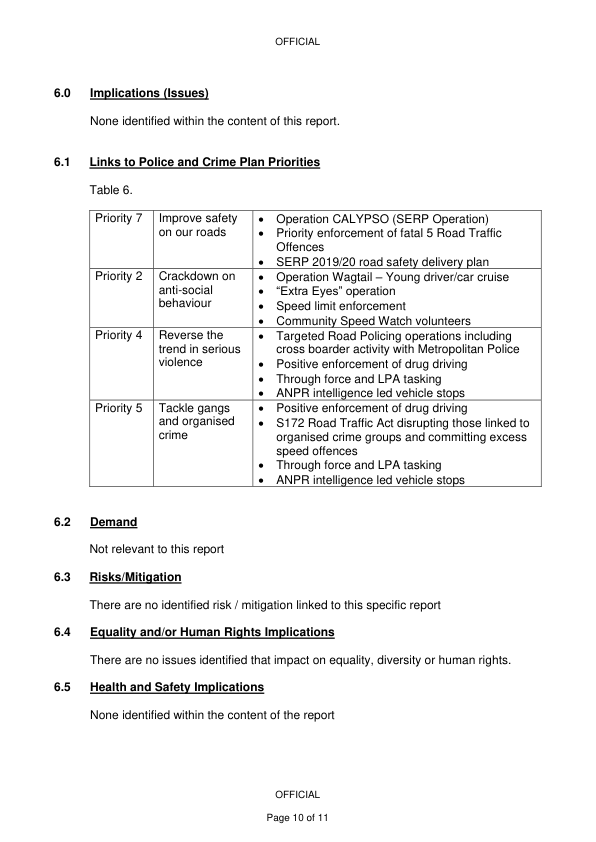 OFFICIAL
6.0 Implications (Issues)
None identified within the content of this report.
6.1 Links to Police and Crime Plan Priorities
Table 6.
Priority 7 Improve safety on our roads
• Operation CALYPSO (SERP Operation)
• Priority enforcement of fatal 5 Road Traffic
Offences
• SERP 2019/20 road safety delivery plan
Priority 2 Crackdown on
anti-social
behaviour
• Operation Wagtail – Young driver/car cruise
• “Extra Eyes” operation
• Speed limit enforcement
• Community Speed Watch volunteers
Priority 4 Reverse the
trend in serious
violence
• Targeted Road Policing operations including
cross boarder activity with Metropolitan Police
• Positive enforcement of drug driving
• Through force and LPA tasking
• ANPR intelligence led vehicle stops
Priority 5 Tackle gangs
and organised
crime
• Positive enforcement of drug driving
• S172 Road Traffic Act disrupting those linked to
organised crime groups and committing excess
speed offences
• Through force and LPA tasking
• ANPR intelligence led vehicle stops
6.2 Demand
Not relevant to this report
6.3 Risks/Mitigation
There are no identified risk / mitigation linked to this specific report
6.4 Equality and/or Human Rights Implications
There are no issues identified that impact on equality, diversity or human rights.
6.5 Health and Safety Implications
None identified within the content of the report
OFFICIAL
Page 10 of 11